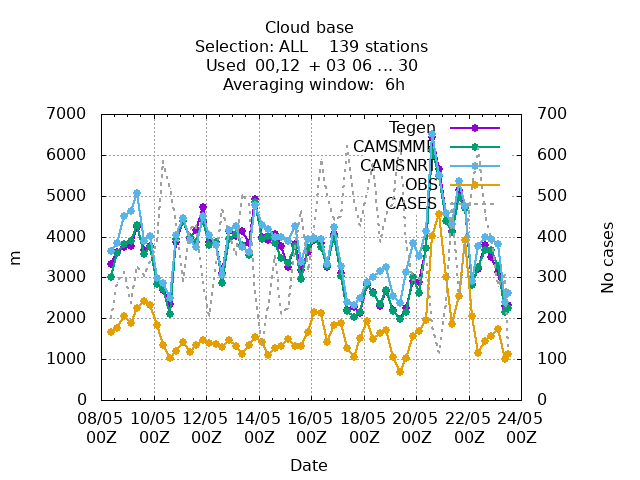 Cloud base
Selection: ALL 139 stations
Used 00,12 + 03 06 ... 30
Averaging window: 6h
7000
6000
5000
4000
3000
2000
1000
0
m
700
600
500
400
300
200
100
0
No cases
Tegen
CAMSMMR
CAMSNRT
OBS
CASES
08/05 10/05 12/05 14/05 16/05 18/05 20/05 22/05 24/05
00Z 00Z 00Z 00Z 00Z 00Z 00Z 00Z 00Z
Date